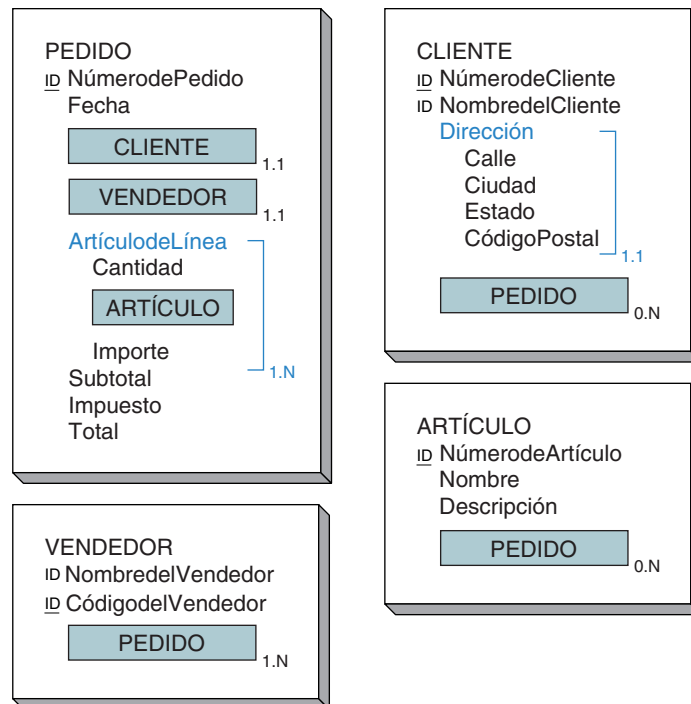 PEDIDO
ID NúmerodePedido
Fecha
CLIENTE
1.1
VENDEDOR
1.1
ArtículodeLínea
Cantidad
ARTÍCULO
Importe
1.N
Subtotal
Impuesto
Total
CLIENTE
ID NúmerodeCliente
ID NombredelCliente
Dirección
Calle
Ciudad
Estado
CódigoPostal
1.1
PEDIDO
0.N
VENDEDOR
ID NombredelVendedor
ID CódigodelVendedor
PEDIDO
1.N
ARTÍCULO
ID NúmerodeArtículo
Nombre
Descripción
PEDIDO
0.N